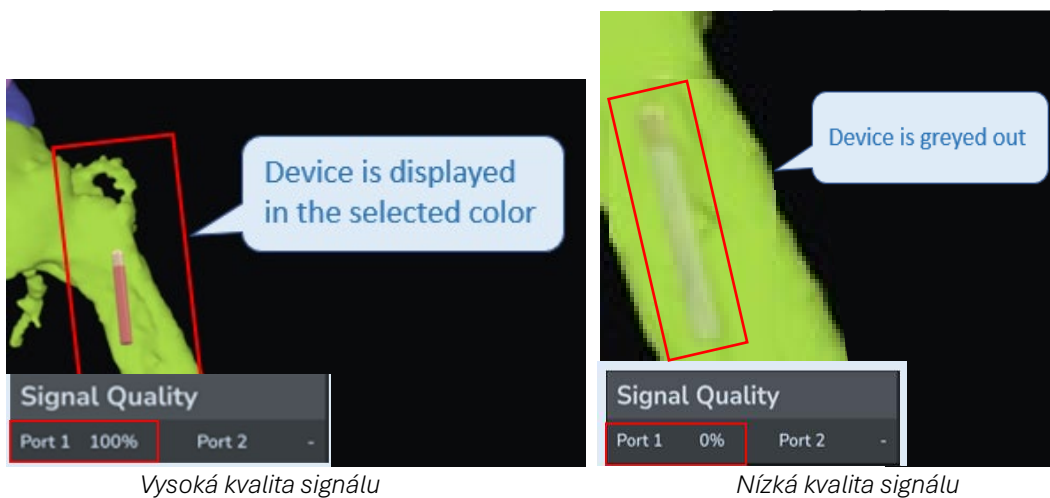 Device is displayed
in the selected color
Signal Quality
Port 1 100% Port 2 -
Vysoká kvalita signálu
Device is greyed out
Signal Quality
Port 1 0% Port 2 -
Nízká kvalita signálu